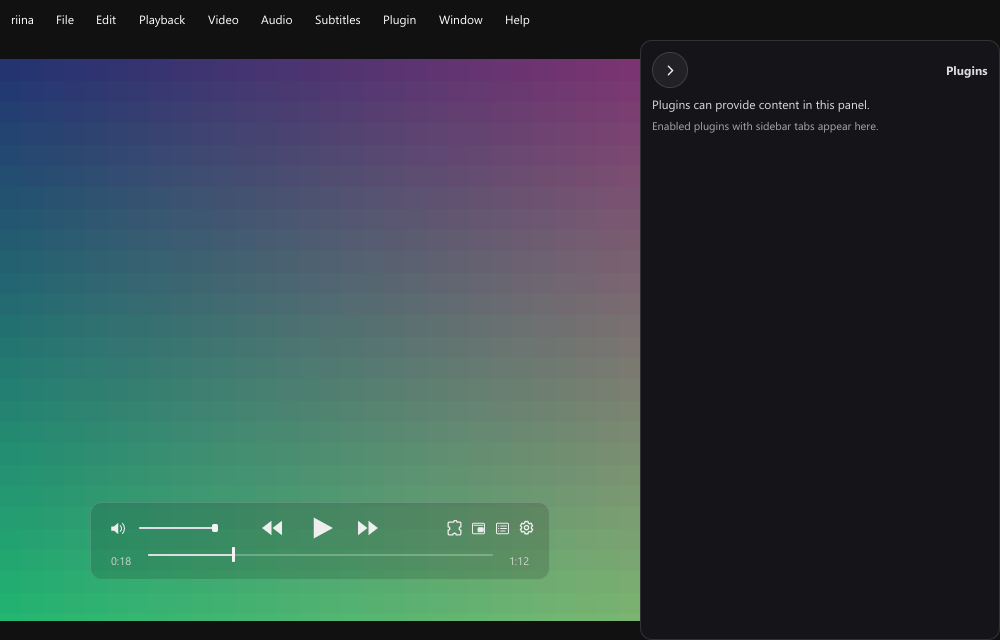 riina File Edit Playback Video Audio Subtitles Plugin Window Help
Plugins
Plugins can provide content in this panel.
Enabled plugins with sidebar tabs appear here.
0:18 1:12